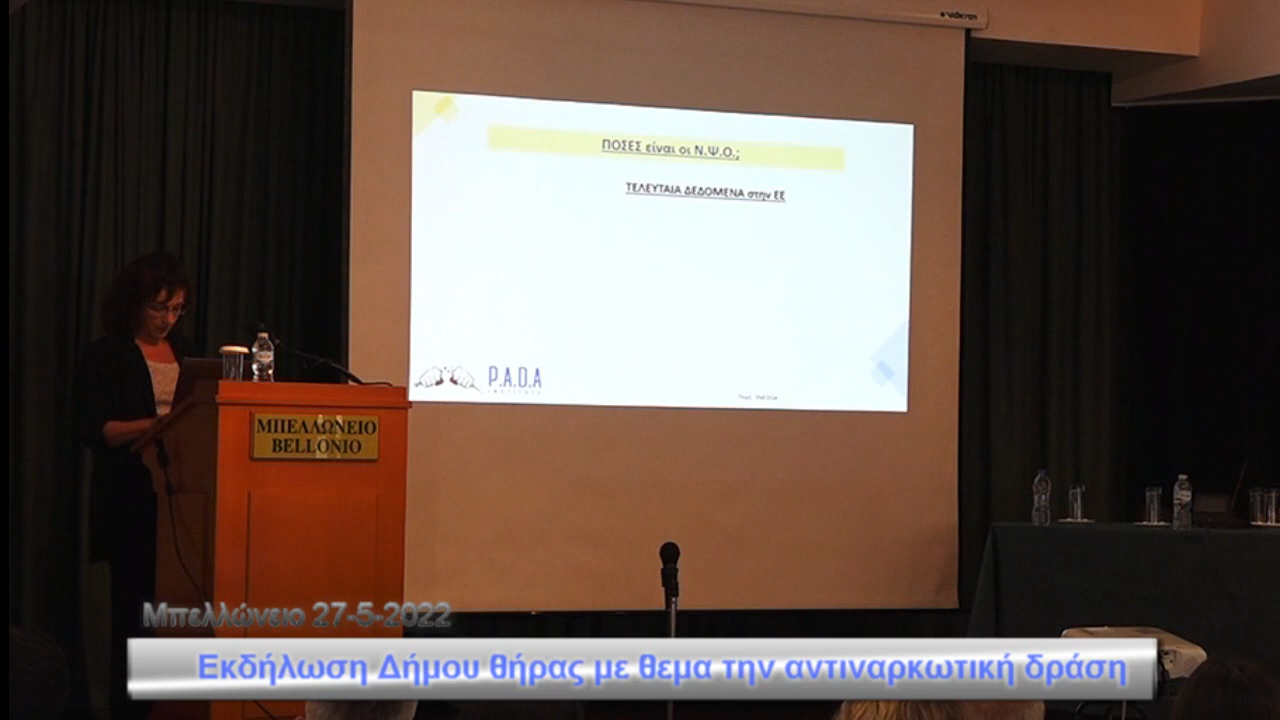 ΠΟΣΕΣ είναι οι Ν.Ψ.Ο.;
ΤΕΛΕΥΤΑΙΑ ΔΕΔΟΜΕΝΑ στην ΕΕ
P.A.D.A
ΜΠΕΛΛΩΝΕΙΟ
BELLONIO
Μπελλώνειο 27-5-2022
Εκδήλωση Δήμου θήρας με θεμα την αντιναρκωτική δράση